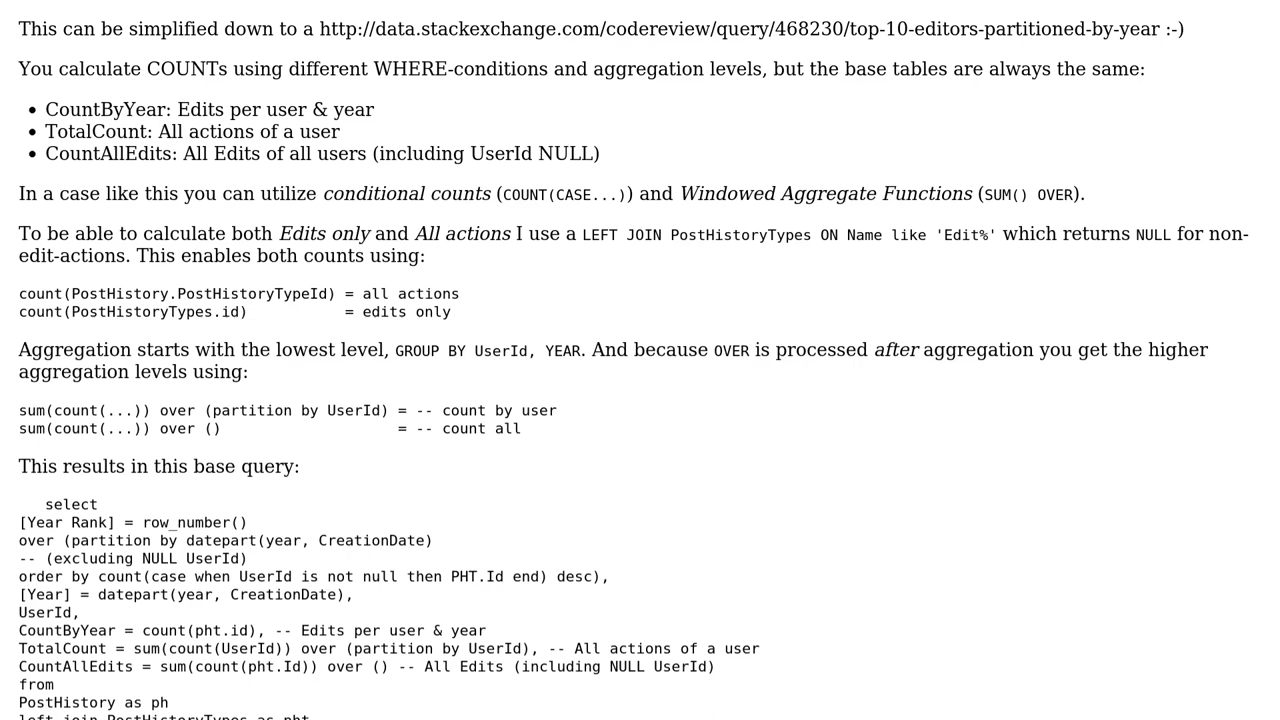 This can be simplified down to a http://data.stackexchange.com/codereview/query/468230/top-10-editors-partitioned-by-year :-)
You calculate COUNTs using different WHERE-conditions and aggregation levels, but the base tables are always the same:
• CountByYear: Edits per user & year
• TotalCount: All actions of a user
• CountAllEdits: All Edits of all users (including UserId NULL)
In a case like this you can utilize conditional counts (COUNT(CASE...)) and Windowed Aggregate Functions (SUM() OVER).
To be able to calculate both Edits only and All actions I use a LEFT JOIN PostHistoryTypes ON Name like 'Edit%' which returns NULL for non-
edit-actions. This enables both counts using:
count(PostHistory.PostHistoryTypeId) = all actions
count(PostHistoryTypes.id)           = edits only
Aggregation starts with the lowest level, GROUP BY UserId, YEAR. And because OVER is processed after aggregation you get the higher
aggregation levels using:
sum(count(...)) over (partition by UserId) = -- count by user
sum(count(...)) over ()                    = -- count all
This results in this base query:
   select
[Year Rank] = row_number()
over (partition by datepart(year, CreationDate)
-- (excluding NULL UserId)
order by count(case when UserId is not null then PHT.Id end) desc),
[Year] = datepart(year, CreationDate),
UserId,
CountByYear = count(pht.id), -- Edits per user & year
TotalCount = sum(count(UserId)) over (partition by UserId), -- All actions of a user
CountAllEdits = sum(count(pht.Id)) over () -- All Edits (including NULL UserId)
from
PostHistory as ph
left join PostHistoryTypes as pht